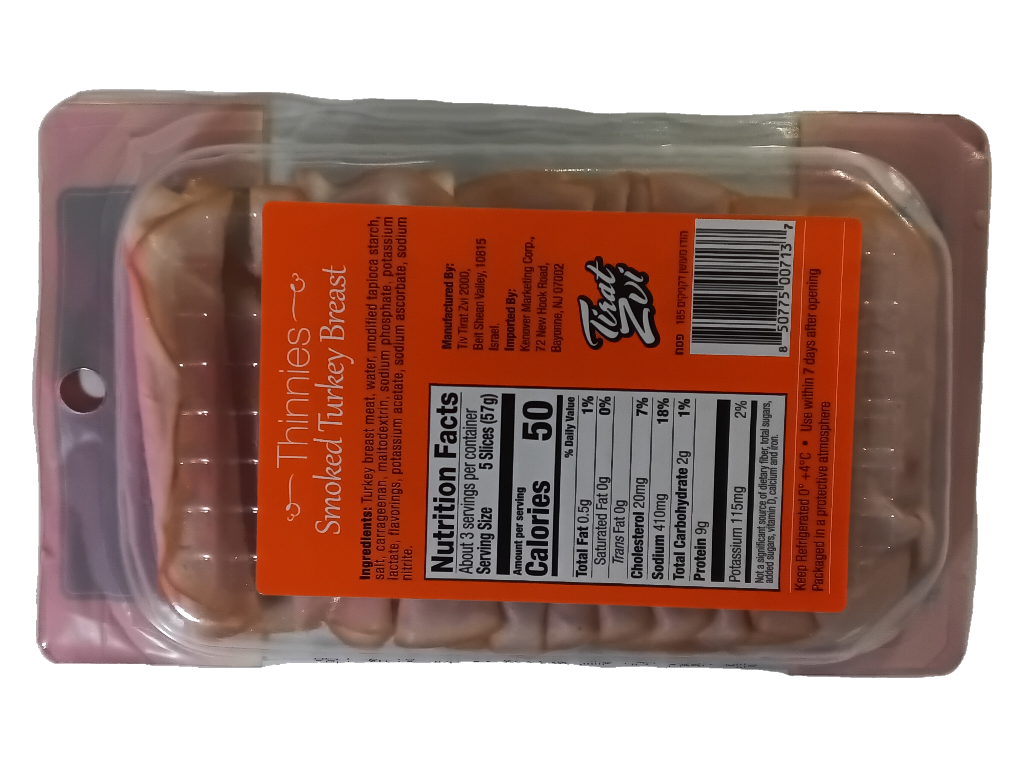 Thinnies
Smoked Turkey Breast
Ingredients: Turkey breast meat, water, modified tapioca starch,
salt, carrageenan, maltodextrin, sodium phosphate, potassium
lactate, flavorings, potassium acetate, sodium ascorbate, sodium
nitrite.
Nutrition Facts
About 3 servings per container
Serving Size 5 Slices (57g)
Amount per serving
Calories 50
% Daily Value
Total Fat 0.5g 1%
Saturated Fat 0g 0%
Trans Fat 0g
Cholesterol 20mg 7%
Sodium 410mg 18%
Total Carbohydrate 2g 1%
Protein 9g
Potassium 115mg 2%
Not a significant source of dietary fiber, total sugars,
added sugars, vitamin D, calcium and iron.
Manufactured By:
Tiv Tirat Zvi 2000,
Beit Shean Valley, 10815
Israel.
Imported By:
Kenover Marketing Corp.,
72 New Hook Road,
Bayonne, NJ 07002
Tirat
Zvi
הודו מעושן דקיקים 185 פסח
8 50775 00713 7
Keep Refrigerated 0° +4°C • Use within 7 days after opening
Packaged in a protective atmosphere